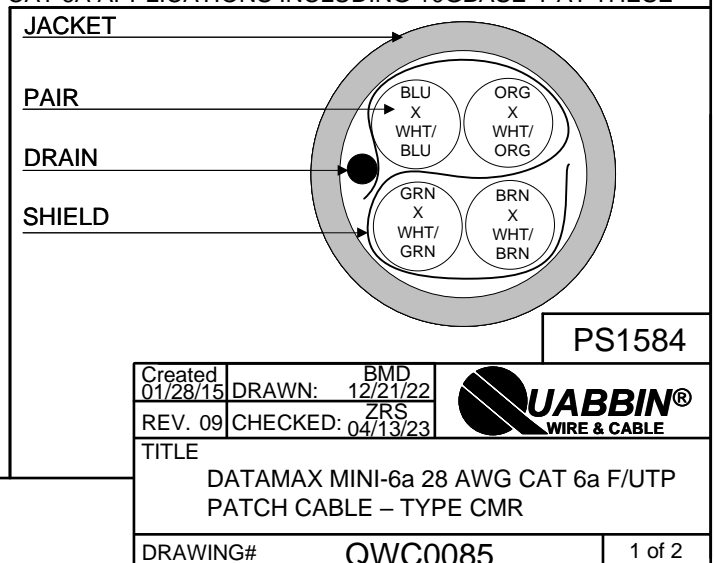 JACKET
PAIR
DRAIN
SHIELD
BLU
X
WHT/
BLU
ORG
X
WHT/
ORG
GRN
X
WHT/
GRN
BRN
X
WHT/
BRN
PS1584
Created
01/28/15
DRAWN:
BMD
12/21/22
REV. 09
CHECKED:
ZRS
04/13/23
QUABBIN®
WIRE & CABLE
TITLE
DATAMAX MINI-6a 28 AWG CAT 6a F/UTP
PATCH CABLE – TYPE CMR
DRAWING#
QWC0085
1 of 2